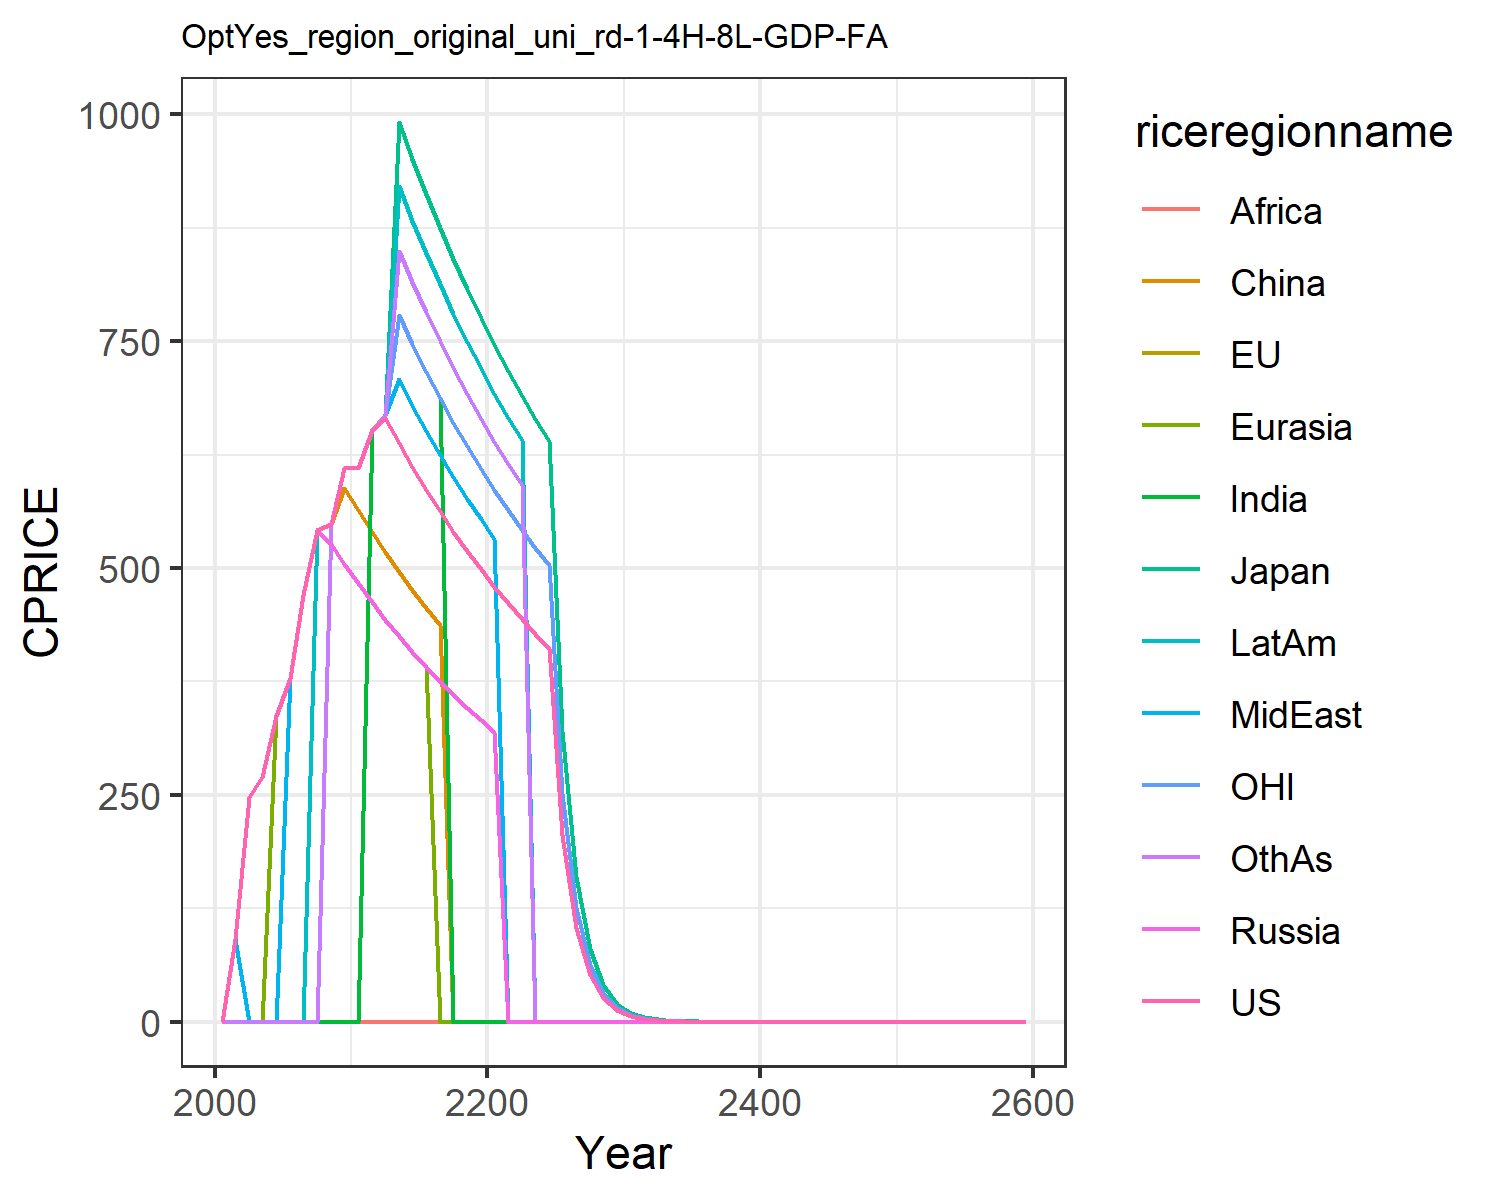 OptYes_region_original_uni_rd-1-4H-8L-GDP-FA
CPRICE
1000
750
500
250
0
2000
2200
2400
2600
Year
riceregionname
Africa
China
EU
Eurasia
India
Japan
LatAm
MidEast
OHI
OthAs
Russia
US